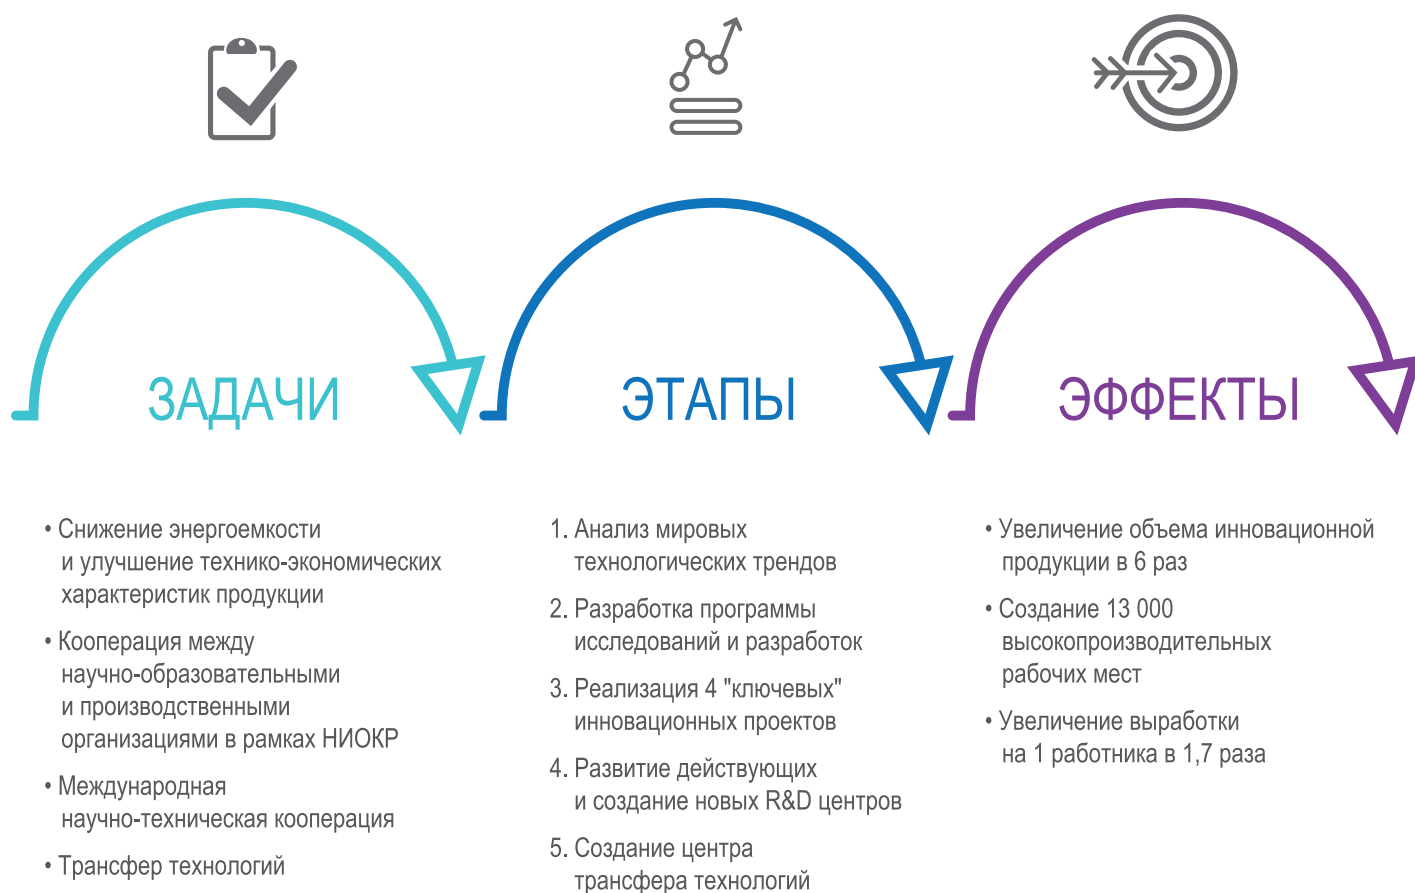 ЗАДАЧИ
• Снижение энергоемкости
и улучшение технико-экономических
характеристик продукции
• Кооперация между
научно-образовательными
и производственными
организациями в рамках НИОКР
• Международная
научно-техническая кооперация
• Трансфер технологий
ЭТАПЫ
1. Анализ мировых
технологических трендов
2. Разработка программы
исследований и разработок
3. Реализация 4 "ключевых"
инновационных проектов
4. Развитие действующих
и создание новых R&D центров
5. Создание центра
трансфера технологий
ЭФФЕКТЫ
• Увеличение объема инновационной
продукции в 6 раз
• Создание 13 000
высокопроизводительных
рабочих мест
• Увеличение выработки
на 1 работника в 1,7 раза